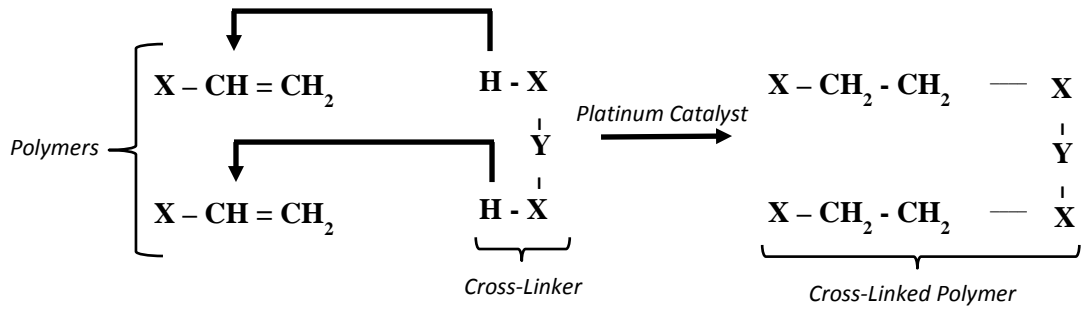 X – CH = CH₂ H - X X – CH₂ - CH₂ — X
Platinum Catalyst
Polymers Y Y
X – CH = CH₂ H - X X – CH₂ - CH₂ — X
Cross-Linker
Cross-Linked Polymer